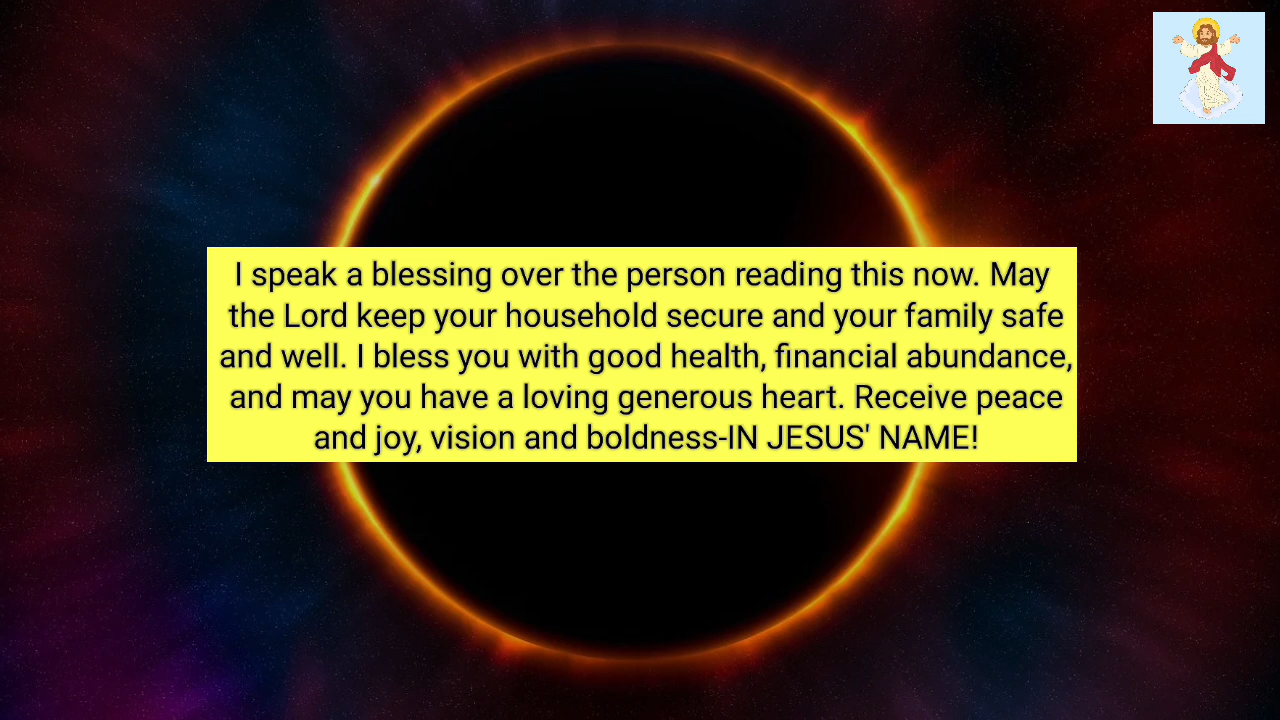 I speak a blessing over the person reading this now. May
the Lord keep your household secure and your family safe
and well. I bless you with good health, financial abundance,
and may you have a loving generous heart. Receive peace
and joy, vision and boldness-IN JESUS' NAME!